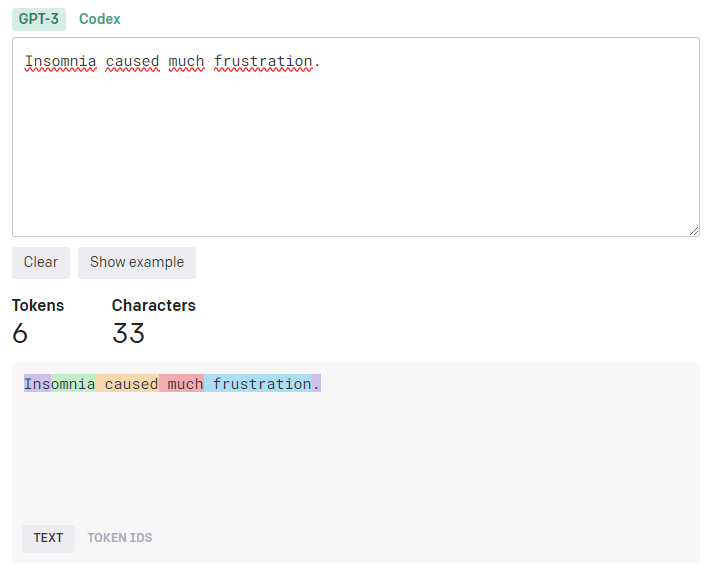 GPT-3 Codex
Insomnia caused much frustration.
Clear Show example
Tokens Characters
6 33
Insomnia caused much frustration.
TEXT TOKEN IDS